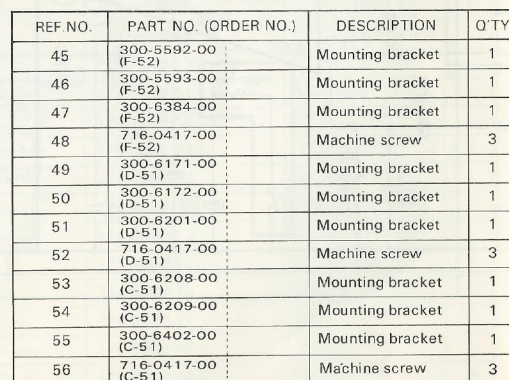 REF.NO. PART NO. (ORDER NO.) DESCRIPTION Q'TY
45 300-5592-00 Mounting bracket 1
(F-52)
46 300-5593-00 Mounting bracket 1
(F-52)
47 300-6384-00 Mounting bracket 1
(F-52)
48 716-0417-00 Machine screw 3
(F-52)
49 300-6171-00 Mounting bracket 1
(D-51)
50 300-6172-00 Mounting bracket 1
(D-51)
51 300-6201-00 Mounting bracket 1
(D-51)
52 716-0417-00 Machine screw 3
(D-51)
53 300-6208-00 Mounting bracket 1
(C-51)
54 300-6209-00 Mounting bracket 1
(C-51)
55 300-6402-00 Mounting bracket 1
(C-51)
56 716-0417-00 Machine screw 3
(C-51)